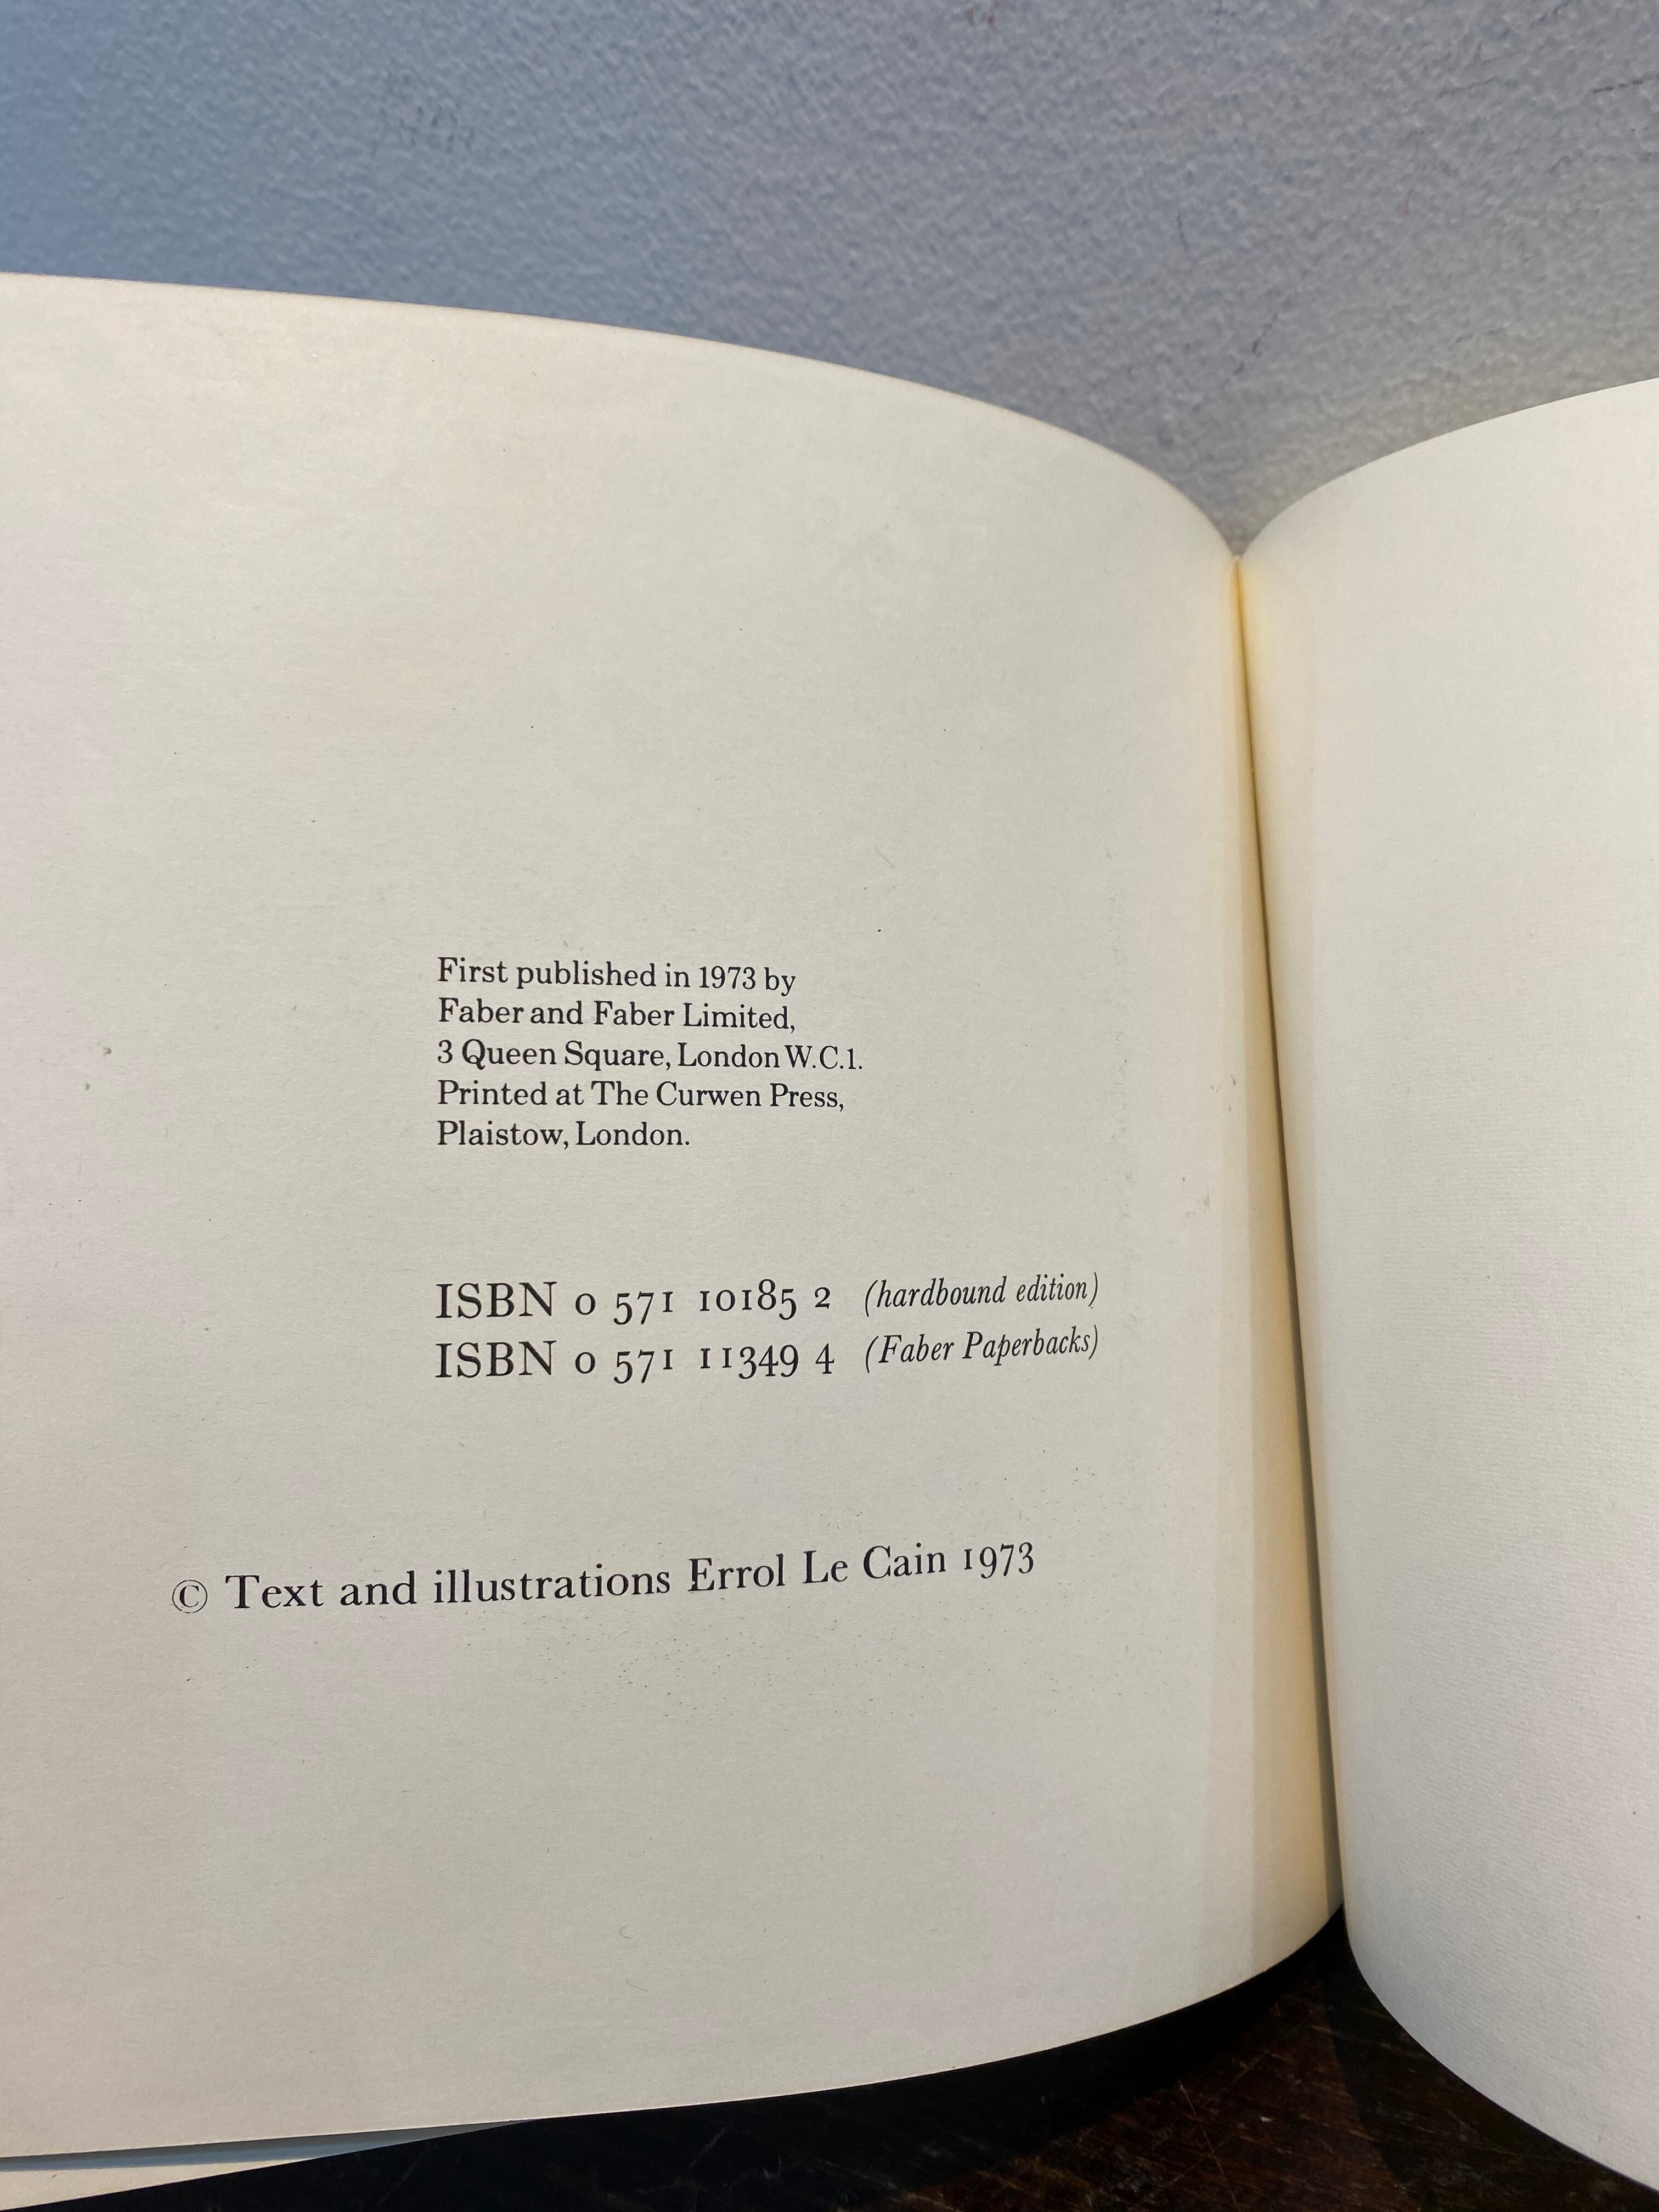 First published in 1973 by
Faber and Faber Limited,
3 Queen Square, London W.C.1.
Printed at The Curwen Press,
Plaistow, London.
ISBN 0 571 10185 2 (hardbound edition)
ISBN 0 571 11349 4 (Faber Paperbacks)
© Text and illustrations Errol Le Cain 1973